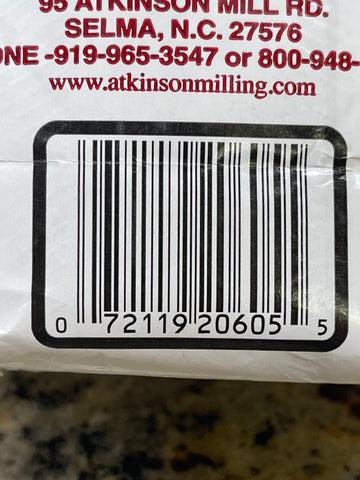 95 ATKINSON MILL RD.
SELMA, N.C. 27576
ONE -919-965-3547 or 800-948-
www.atkinsonmilling.com
0 72119 20605 5